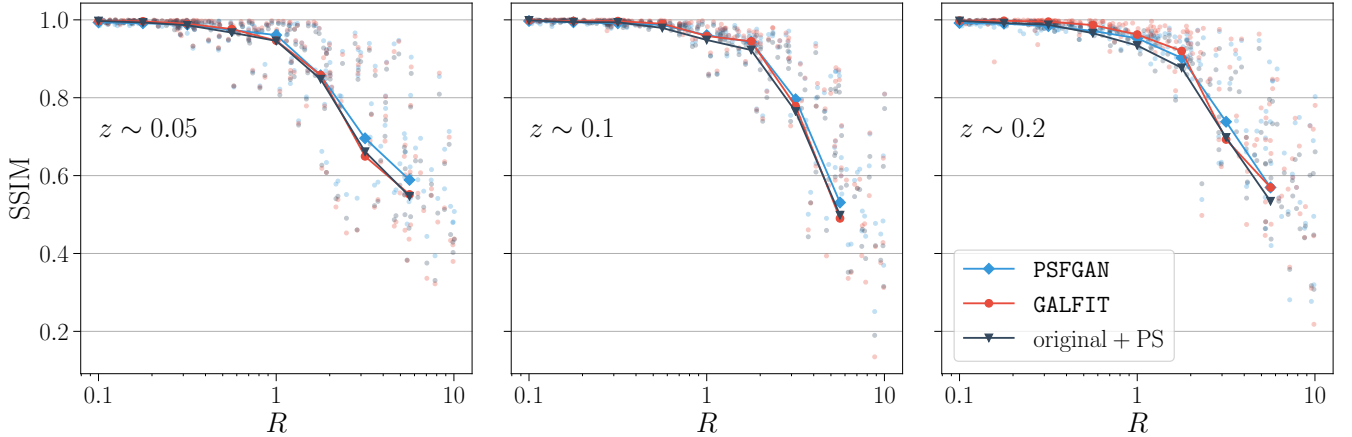 1.0
0.8
0.6
0.4
0.2
SSIM
z ∼ 0.05
z ∼ 0.1
z ∼ 0.2
PSFGAN
GALFIT
original + PS
0.1 1 10
0.1 1 10
0.1 1 10
R
R
R